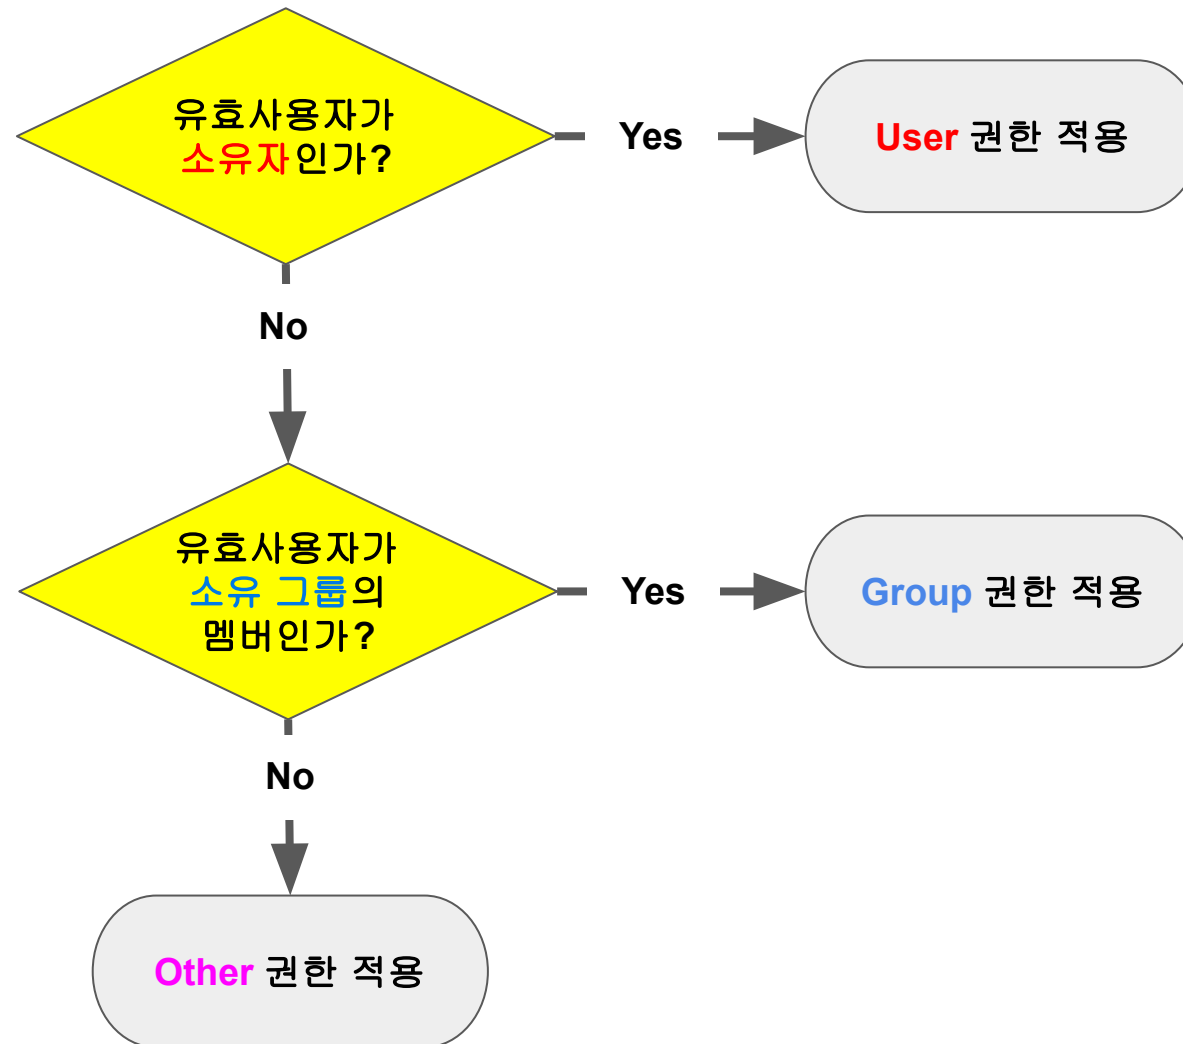 유효사용자가
소유자인가?
Yes
User 권한 적용
No
유효사용자가
소유 그룹의
멤버인가?
Yes
Group 권한 적용
No
Other 권한 적용